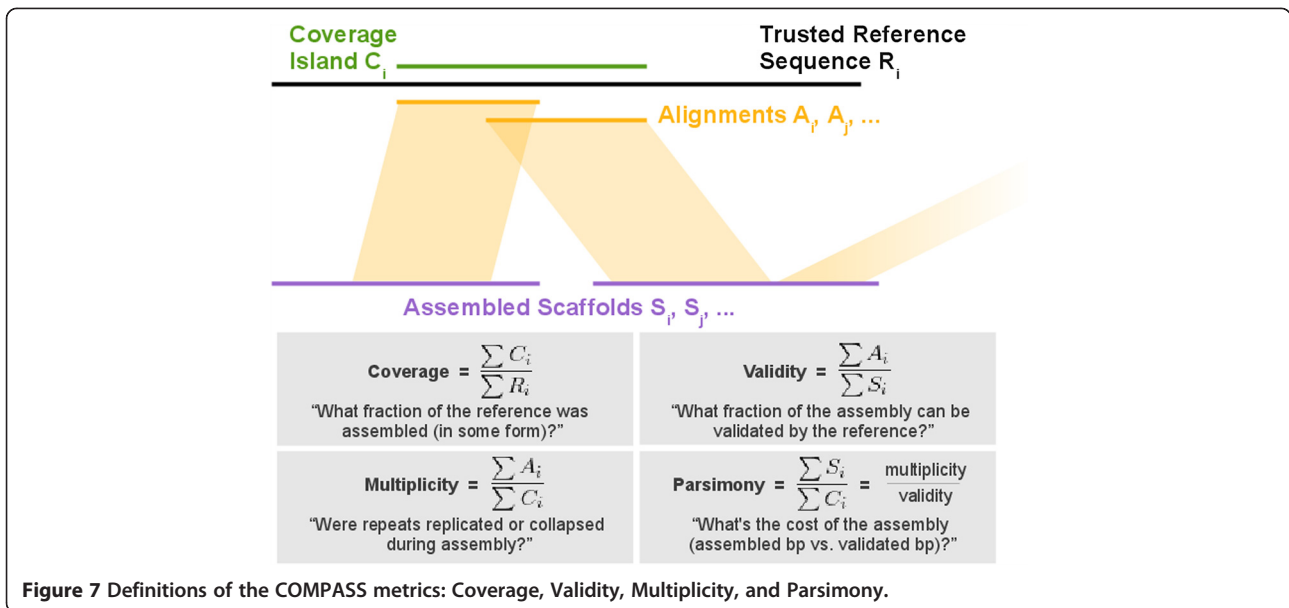 Coverage
Island C_i
Trusted Reference
Sequence R_i
Alignments A_i, A_j, ...
Assembled Scaffolds S_i, S_j, ...
Coverage = ∑ C_i / ∑ R_i
“What fraction of the reference was
assembled (in some form)?”
Validity = ∑ A_i / ∑ S_i
“What fraction of the assembly can be
validated by the reference?”
Multiplicity = ∑ A_i / ∑ C_i
“Were repeats replicated or collapsed
during assembly?”
Parsimony = ∑ S_i / ∑ C_i = multiplicity / validity
“What's the cost of the assembly
(assembled bp vs. validated bp)?”
Figure 7 Definitions of the COMPASS metrics: Coverage, Validity, Multiplicity, and Parsimony.